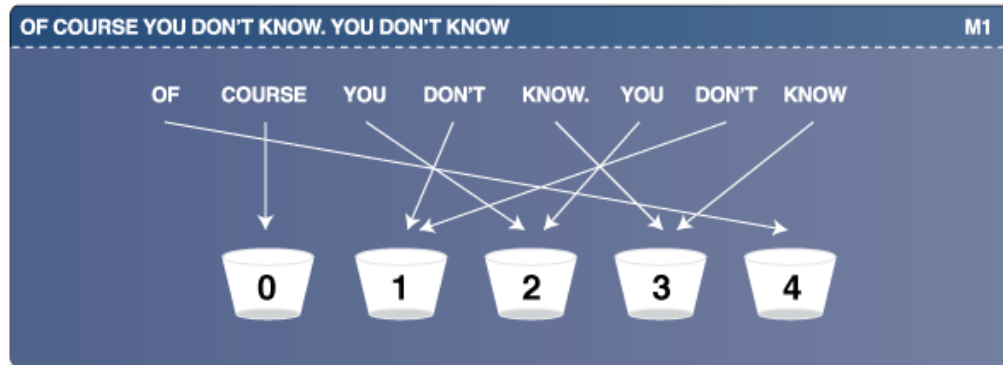 OF COURSE YOU DON'T KNOW. YOU DON'T KNOW M1
OF COURSE YOU DON'T KNOW. YOU DON'T KNOW
0 1 2 3 4